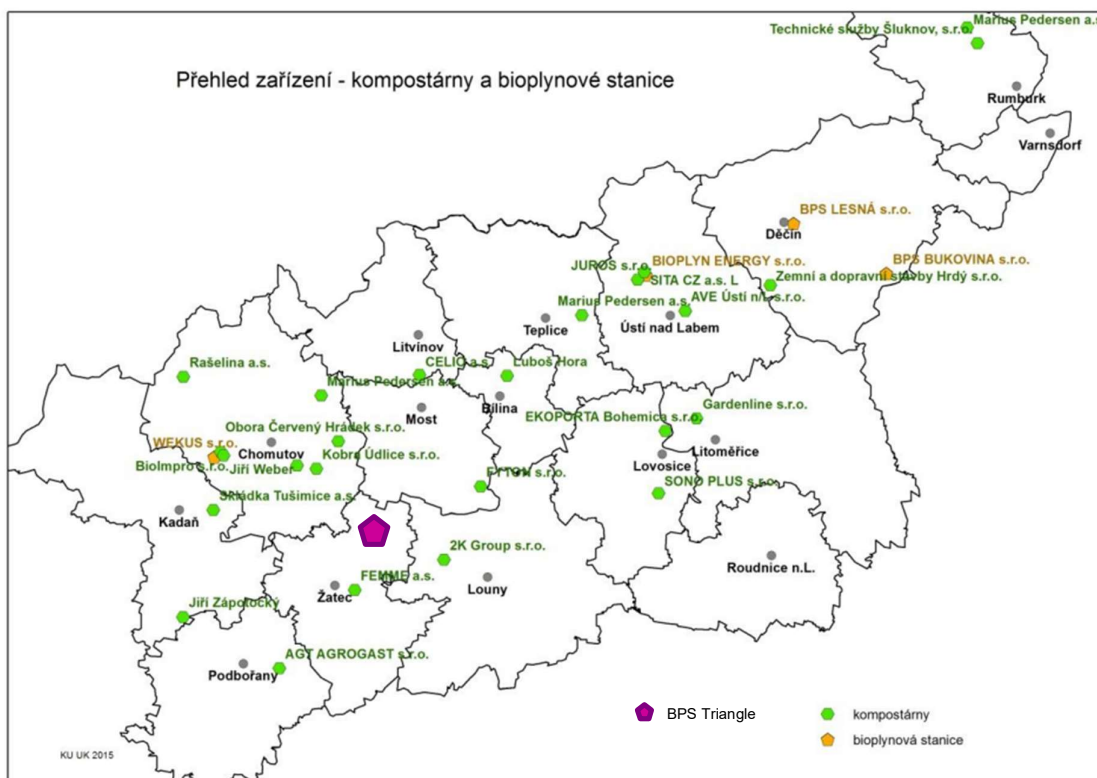 Marius Pedersen a.s
Technické služby Šluknov, s.r.o.
Přehled zařízení - kompostárny a bioplynové stanice
Rumburk
Varnsdorf
BPS LESNÁ s.r.o.
Děčín
JUROS s.r.o.
BIOPLYN ENERGY s.r.o.
BPS BUKOVINA s.r.o.
SITA CZ a.s. L
Zemní a dopravní stavby Hrdý s.r.o.
Marius Pedersen a.s.
AVE Ústí n/L s.r.o.
Teplice
Ústí nad Labem
Litvínov
Rašelina a.s.
CELIO a.s.
Luboš Hora
Marius Pedersen a.s.
Most
Bílina
EKOPORTA Bohemica s.r.o.
Gardenline s.r.o.
Obora Červený Hrádek s.r.o.
WEKUS s.r.o.
Chomutov
Litoměřice
BioImpro s.r.o.
Jiří Weber
Kobra Údlice s.r.o.
Lovosice
FYTON s.r.o.
SONO PLUS s.r.o.
Skládka Tušimice a.s.
Kadaň
2K Group s.r.o.
Roudnice n.L.
FEMME a.s.
Žatec
Louny
Jiří Zápotocký
AGT AGROGAST s.r.o.
Podbořany
BPS Triangle
kompostárny
bioplynová stanice
KU UK 2015